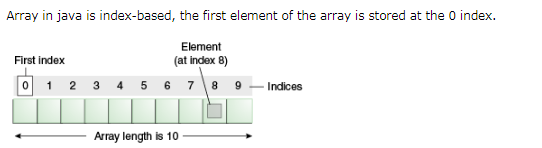 Array in java is index-based, the first element of the array is stored at the 0 index.
Element
First index (at index 8)
0 1 2 3 4 5 6 7 8 9 Indices
Array length is 10